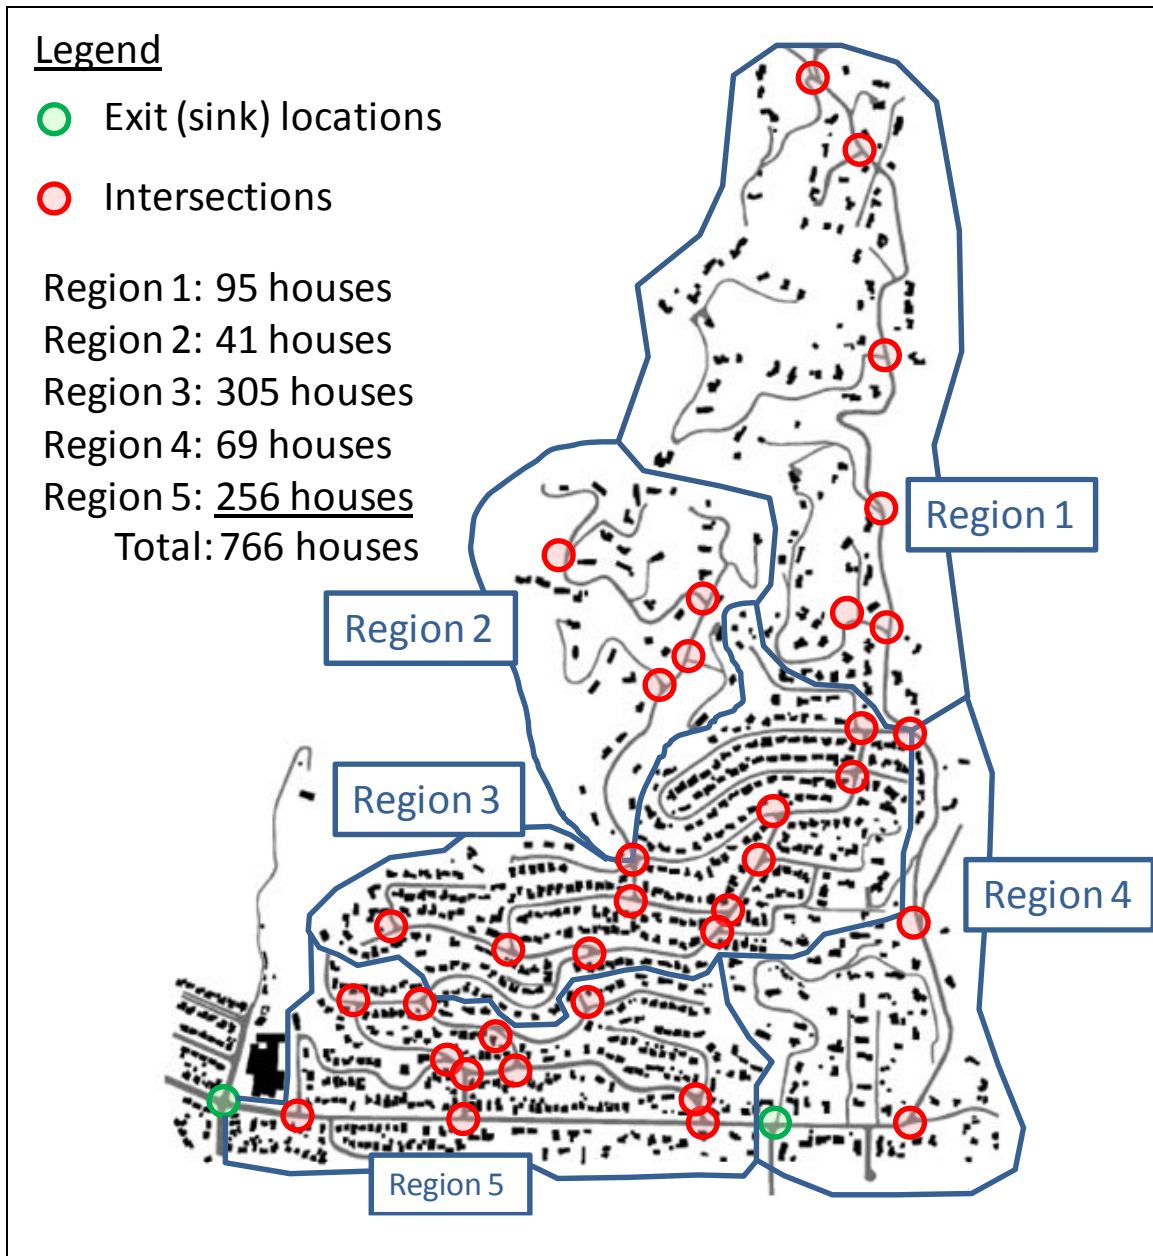 Legend
Exit (sink) locations
Intersections
Region 1: 95 houses
Region 2: 41 houses
Region 3: 305 houses
Region 4: 69 houses
Region 5: 256 houses
Total: 766 houses
Region 1
Region 2
Region 3
Region 4
Region 5